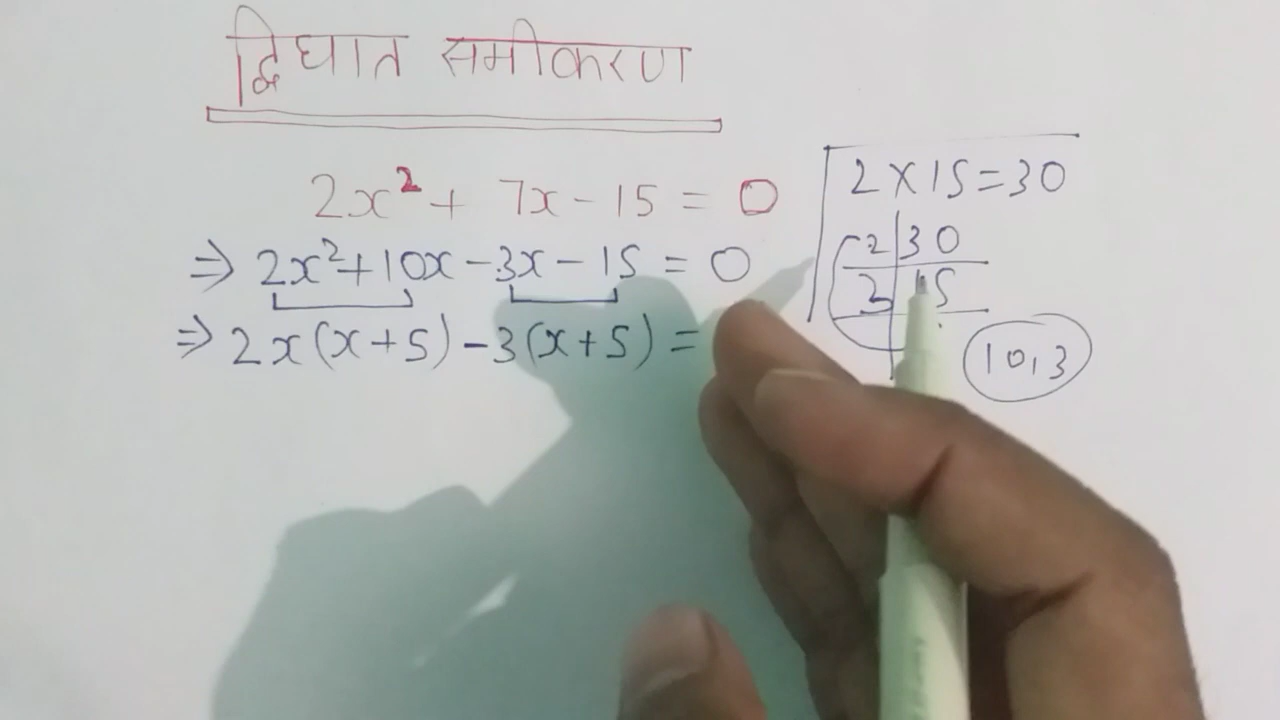 द्विघात समीकरण
2x² + 7x - 15 = 0
⇒ 2x² + 10x - 3x - 15 = 0
⇒ 2x(x + 5) - 3(x + 5) =
2 × 15 = 30
2 | 30
| 15
10, 3